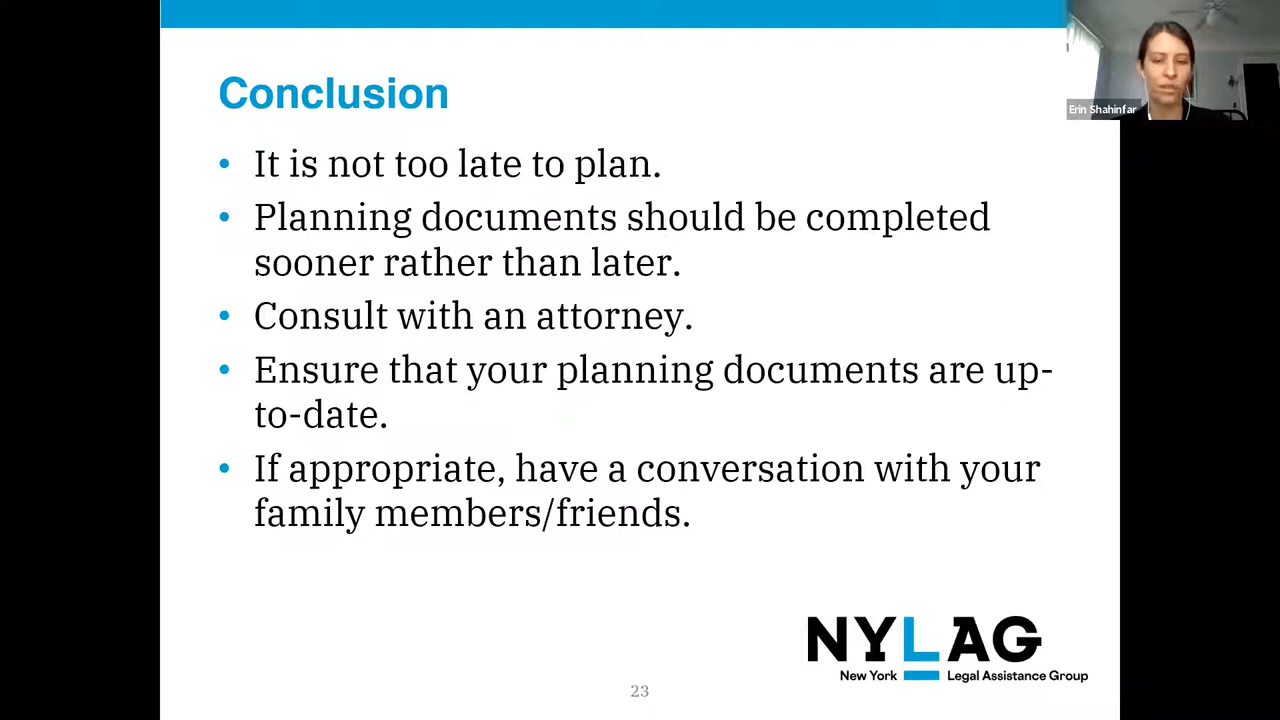 Conclusion
Erin Shahinfar
• It is not too late to plan.
• Planning documents should be completed
sooner rather than later.
• Consult with an attorney.
• Ensure that your planning documents are up-
to-date.
• If appropriate, have a conversation with your
family members/friends.
NYLAG
New York Legal Assistance Group
23